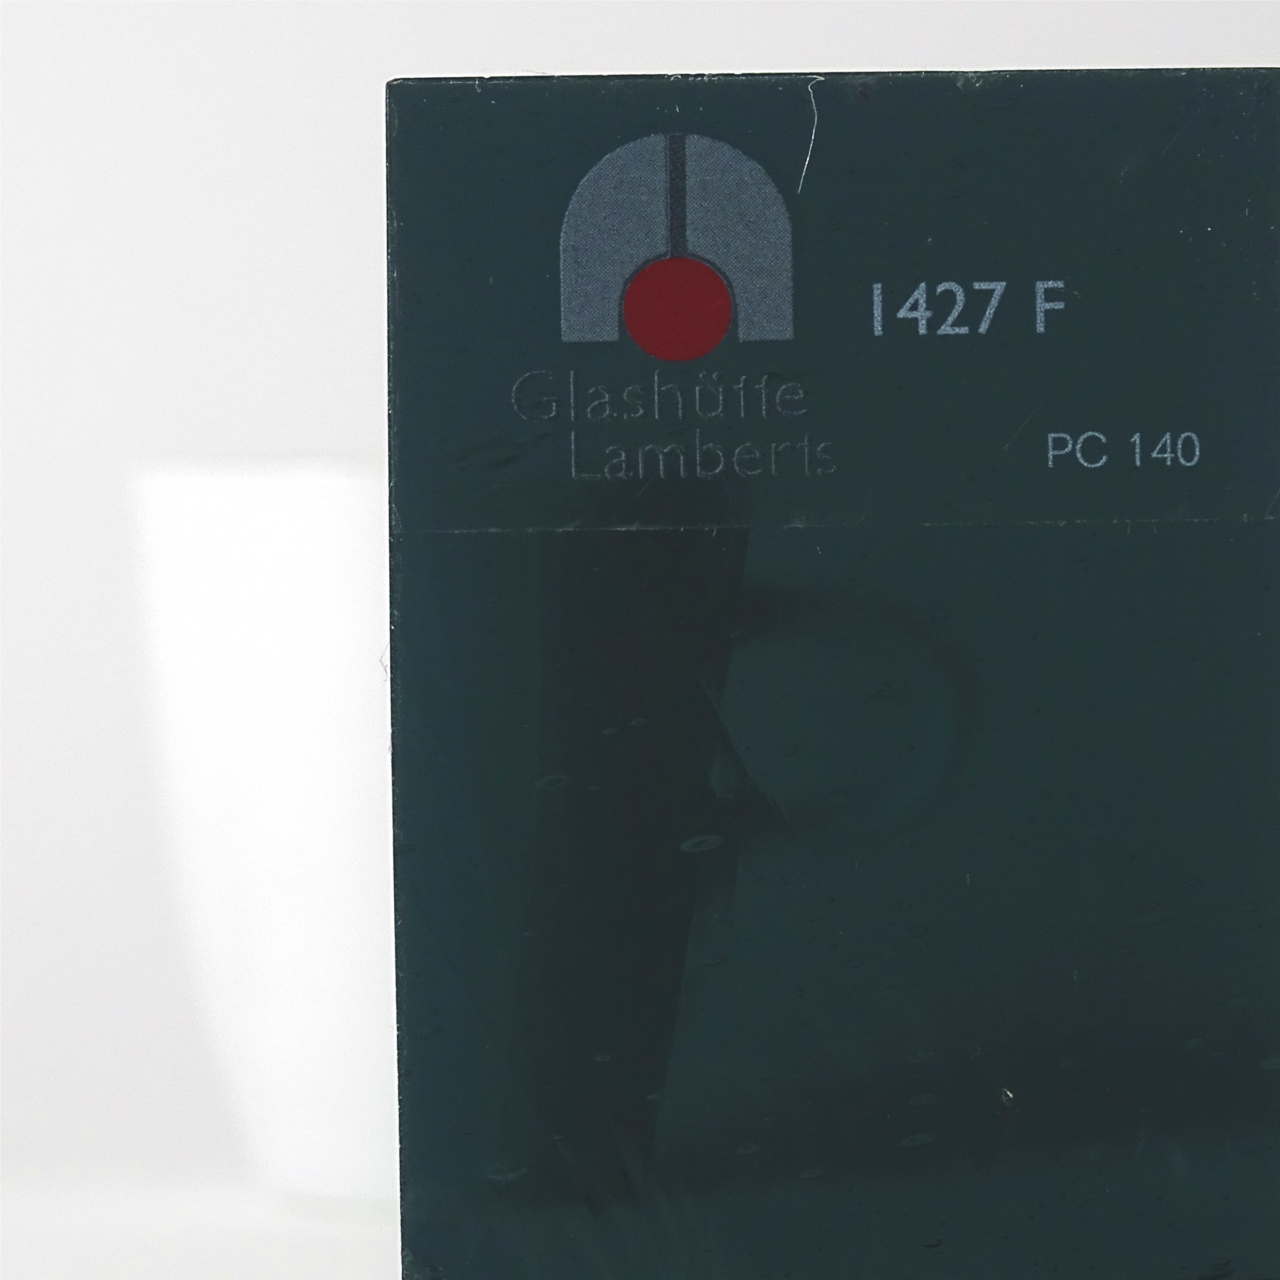 1427 F
Glashütte
Lamberts
PC 140